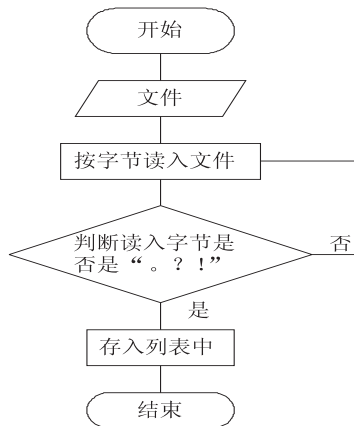 开始
文件
按字节读入文件
判断读入字节是
否是“。?!”
否
是
存入列表中
结束